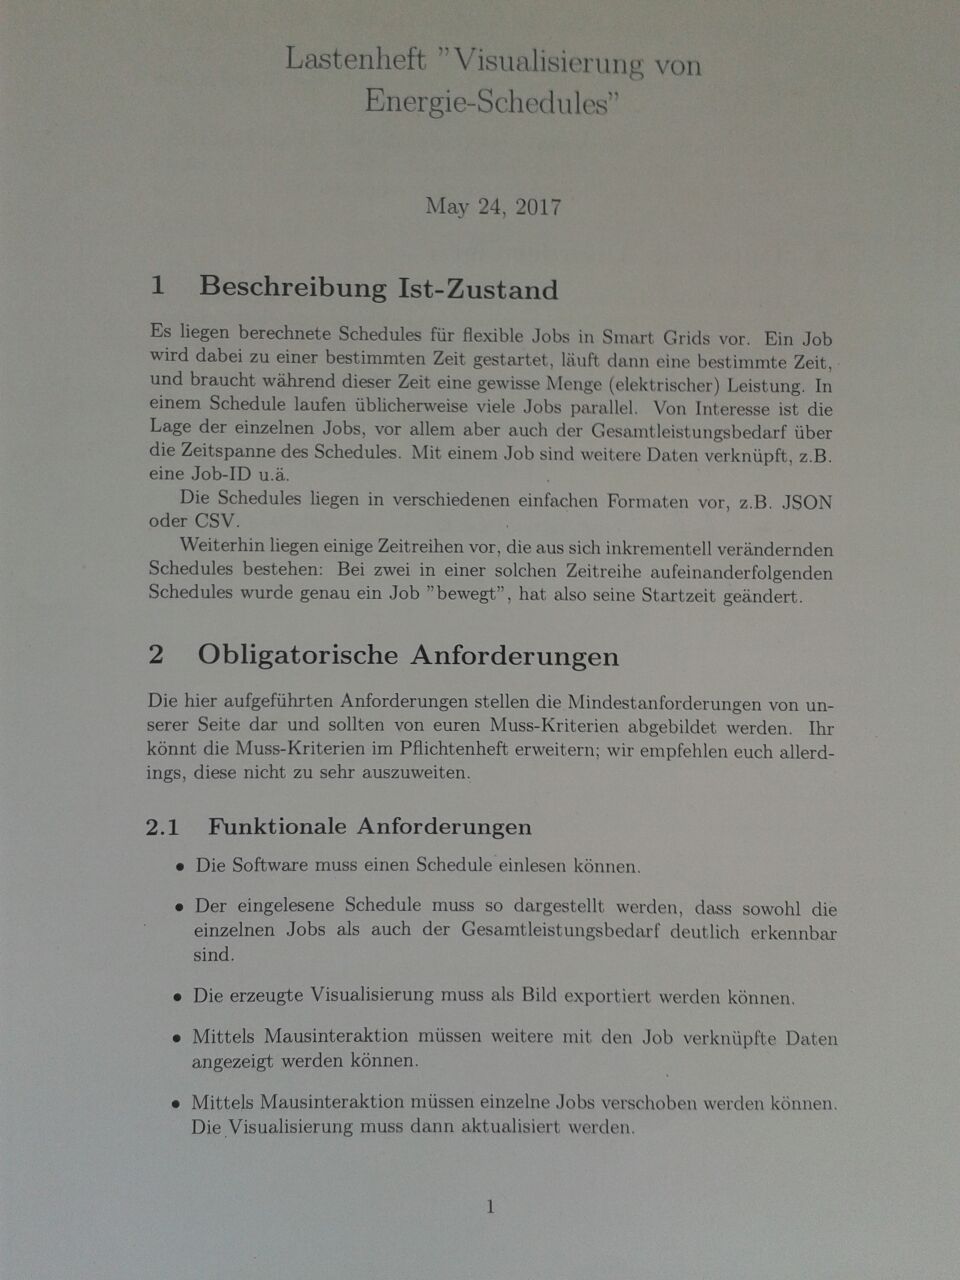 Lastenheft ”Visualisierung von
Energie-Schedules”
May 24, 2017
1 Beschreibung Ist-Zustand
Es liegen berechnete Schedules für flexible Jobs in Smart Grids vor. Ein Job
wird dabei zu einer bestimmten Zeit gestartet, läuft dann eine bestimmte Zeit,
und braucht während dieser Zeit eine gewisse Menge (elektrischer) Leistung. In
einem Schedule laufen üblicherweise viele Jobs parallel. Von Interesse ist die
Lage der einzelnen Jobs, vor allem aber auch der Gesamtleistungsbedarf über
die Zeitspanne des Schedules. Mit einem Job sind weitere Daten verknüpft, z.B.
eine Job-ID u.ä.
Die Schedules liegen in verschiedenen einfachen Formaten vor, z.B. JSON
oder CSV.
Weiterhin liegen einige Zeitreihen vor, die aus sich inkrementell verändernden
Schedules bestehen: Bei zwei in einer solchen Zeitreihe aufeinanderfolgenden
Schedules wurde genau ein Job ”bewegt”, hat also seine Startzeit geändert.
2 Obligatorische Anforderungen
Die hier aufgeführten Anforderungen stellen die Mindestanforderungen von un-
serer Seite dar und sollten von euren Muss-Kriterien abgebildet werden. Ihr
könnt die Muss-Kriterien im Pflichtenheft erweitern; wir empfehlen euch allerd-
ings, diese nicht zu sehr auszuweiten.
2.1 Funktionale Anforderungen
• Die Software muss einen Schedule einlesen können.
• Der eingelesene Schedule muss so dargestellt werden, dass sowohl die
einzelnen Jobs als auch der Gesamtleistungsbedarf deutlich erkennbar
sind.
• Die erzeugte Visualisierung muss als Bild exportiert werden können.
• Mittels Mausinteraktion müssen weitere mit den Job verknüpfte Daten
angezeigt werden können.
• Mittels Mausinteraktion müssen einzelne Jobs verschoben werden können.
Die Visualisierung muss dann aktualisiert werden.
1